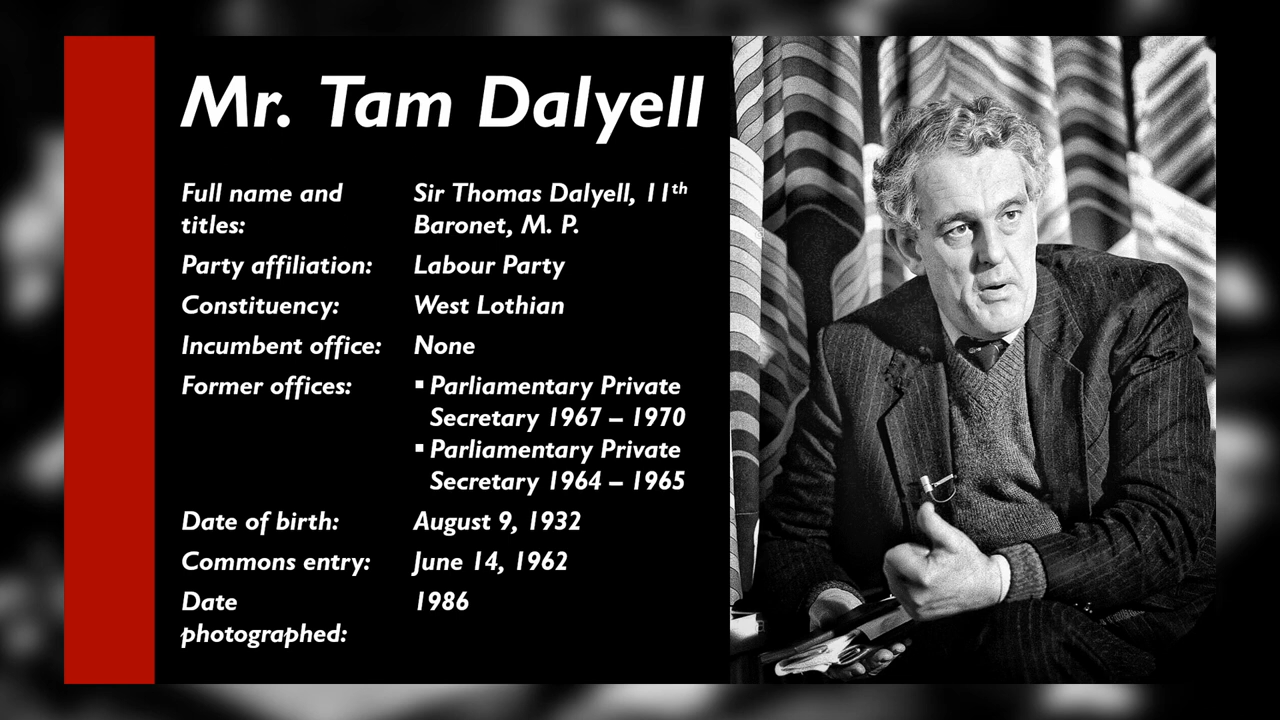 Mr. Tam Dalyell
Full name and titles:
Sir Thomas Dalyell, 11th Baronet, M. P.
Party affiliation:
Labour Party
Constituency:
West Lothian
Incumbent office:
None
Former offices:
▪ Parliamentary Private Secretary 1967 – 1970
▪ Parliamentary Private Secretary 1964 – 1965
Date of birth:
August 9, 1932
Commons entry:
June 14, 1962
Date photographed:
1986